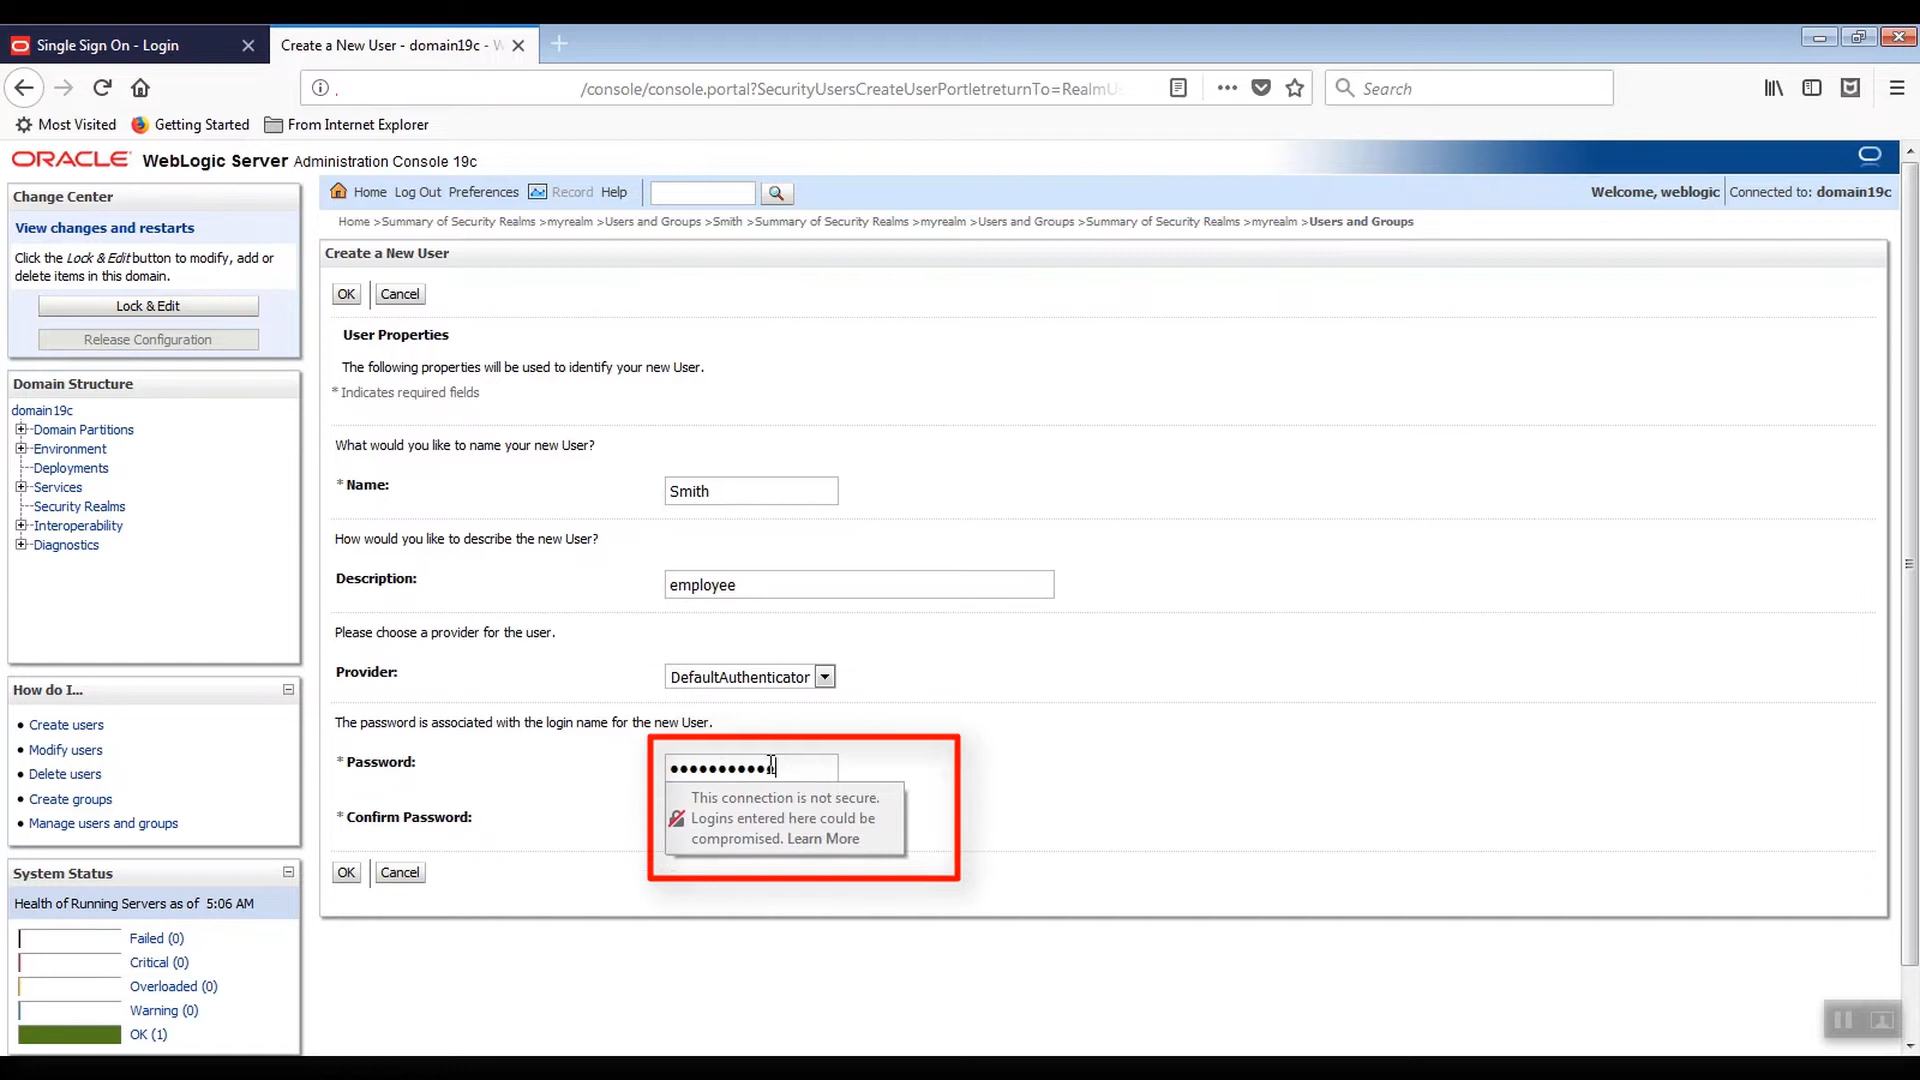 Single Sign On - Login
Create a New User - domain19c - W
/console/console.portal?SecurityUsersCreateUserPortletreturnTo=RealmUs
Search
Most Visited
Getting Started
From Internet Explorer
ORACLE WebLogic Server Administration Console 19c
Change Center
View changes and restarts
Click the Lock & Edit button to modify, add or
delete items in this domain.
Lock & Edit
Release Configuration
Domain Structure
domain19c
Domain Partitions
Environment
Deployments
Services
Security Realms
Interoperability
Diagnostics
How do I...
Create users
Modify users
Delete users
Create groups
Manage users and groups
System Status
Health of Running Servers as of 5:06 AM
Failed (0)
Critical (0)
Overloaded (0)
Warning (0)
OK (1)
Home Log Out Preferences Record Help
Welcome, weblogic
Connected to: domain19c
Home >Summary of Security Realms >myrealm >Users and Groups >Smith >Summary of Security Realms >myrealm >Users and Groups >Summary of Security Realms >myrealm >Users and Groups
Create a New User
OK
Cancel
User Properties
The following properties will be used to identify your new User.
* Indicates required fields
What would you like to name your new User?
* Name:
Smith
How would you like to describe the new User?
Description:
employee
Please choose a provider for the user.
Provider:
DefaultAuthenticator
The password is associated with the login name for the new User.
* Password:
●●●●●●●●●●●
This connection is not secure.
Logins entered here could be
compromised. Learn More
* Confirm Password:
OK
Cancel